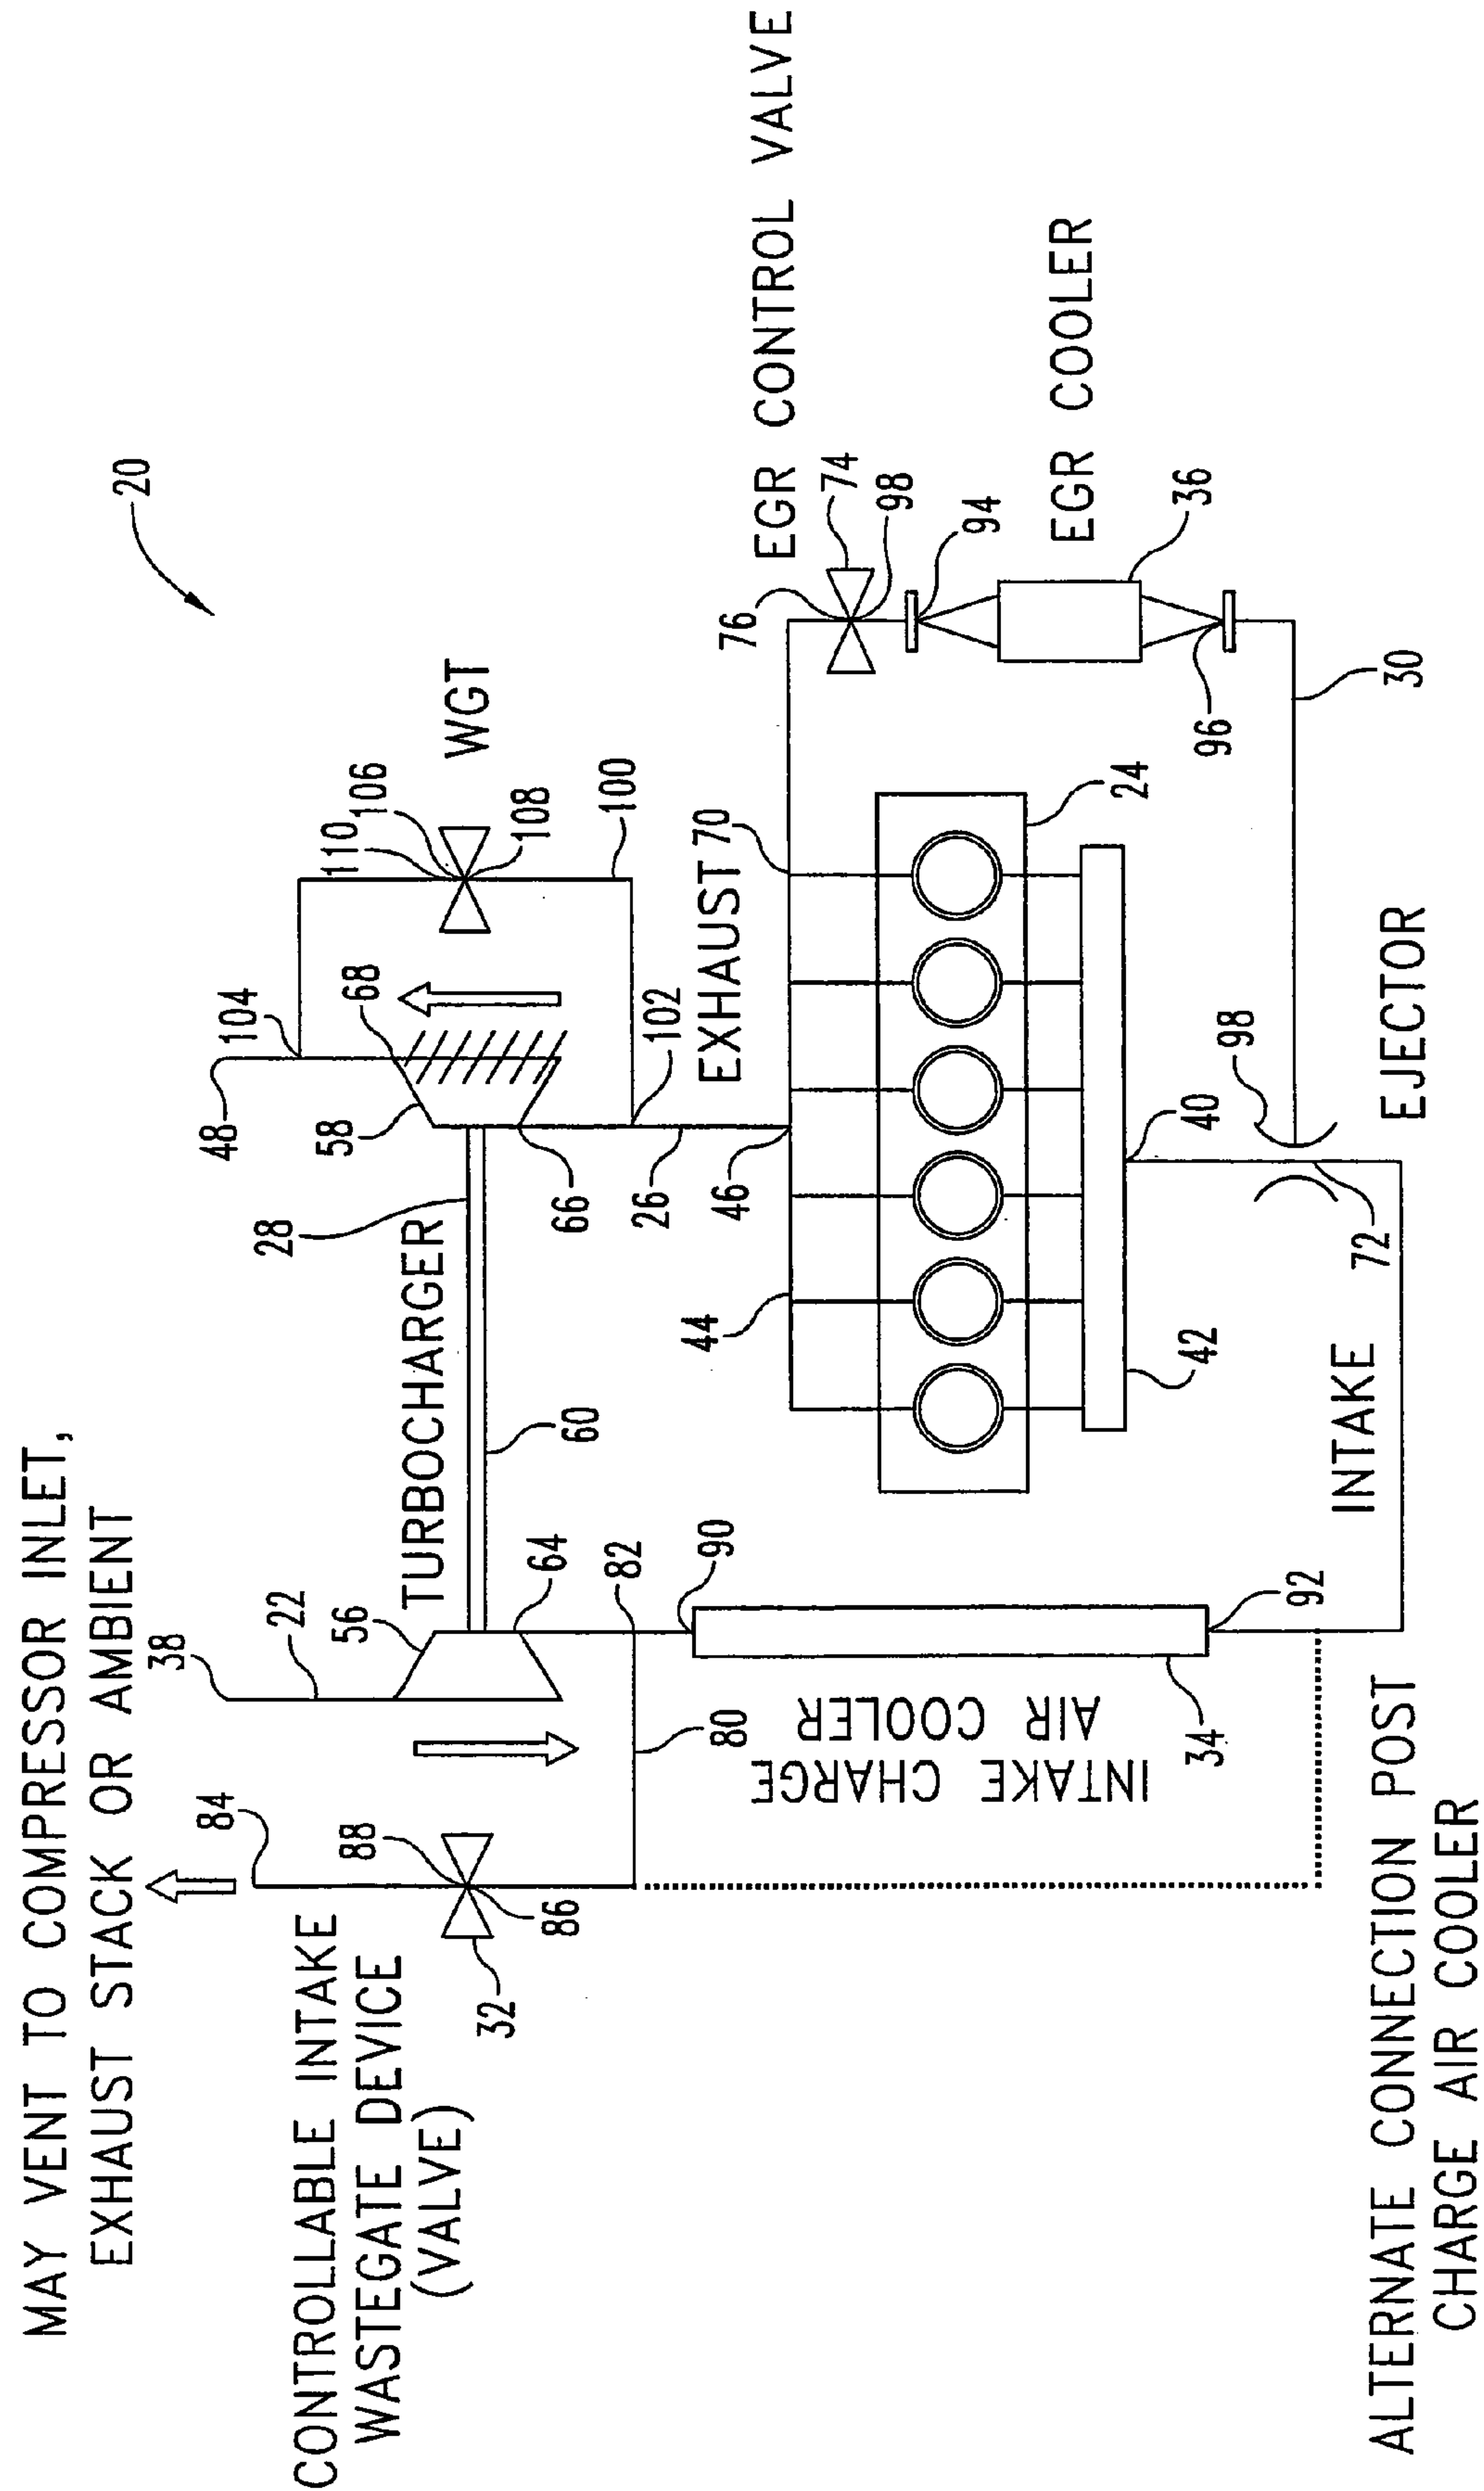 MAY VENT TO COMPRESSOR INLET,
EXHAUST STACK OR AMBIENT
20
CONTROLLABLE INTAKE
WASTEGATE DEVICE
(VALVE)
84
38
22
88
86
32
56
TURBOCHARGER
64
60
28
48
104
68
58
110
106
WGT
108
100
102
66
26
46
EXHAUST
70
44
76
EGR CONTROL VALVE
74
98
94
EGR COOLER
36
96
30
24
80
82
90
INTAKE CHARGE
AIR COOLER
34
92
42
40
98
72
INTAKE
EJECTOR
ALTERNATE CONNECTION POST
CHARGE AIR COOLER